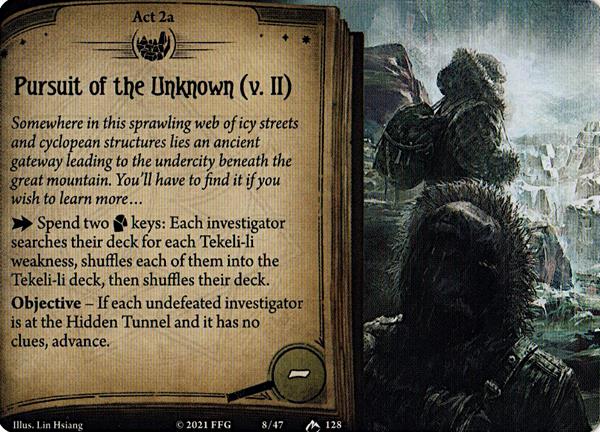 Act 2a
Pursuit of the Unknown (v. II)
Somewhere in this sprawling web of icy streets
and cyclopean structures lies an ancient
gateway leading to the undercity beneath the
great mountain. You'll have to find it if you
wish to learn more…
Spend two keys: Each investigator
searches their deck for each Tekeli-li
weakness, shuffles each of them into the
Tekeli-li deck, then shuffles their deck.
Objective – If each undefeated investigator
is at the Hidden Tunnel and it has no
clues, advance.
-
Illus. Lin Hsiang © 2021 FFG 8/47 128